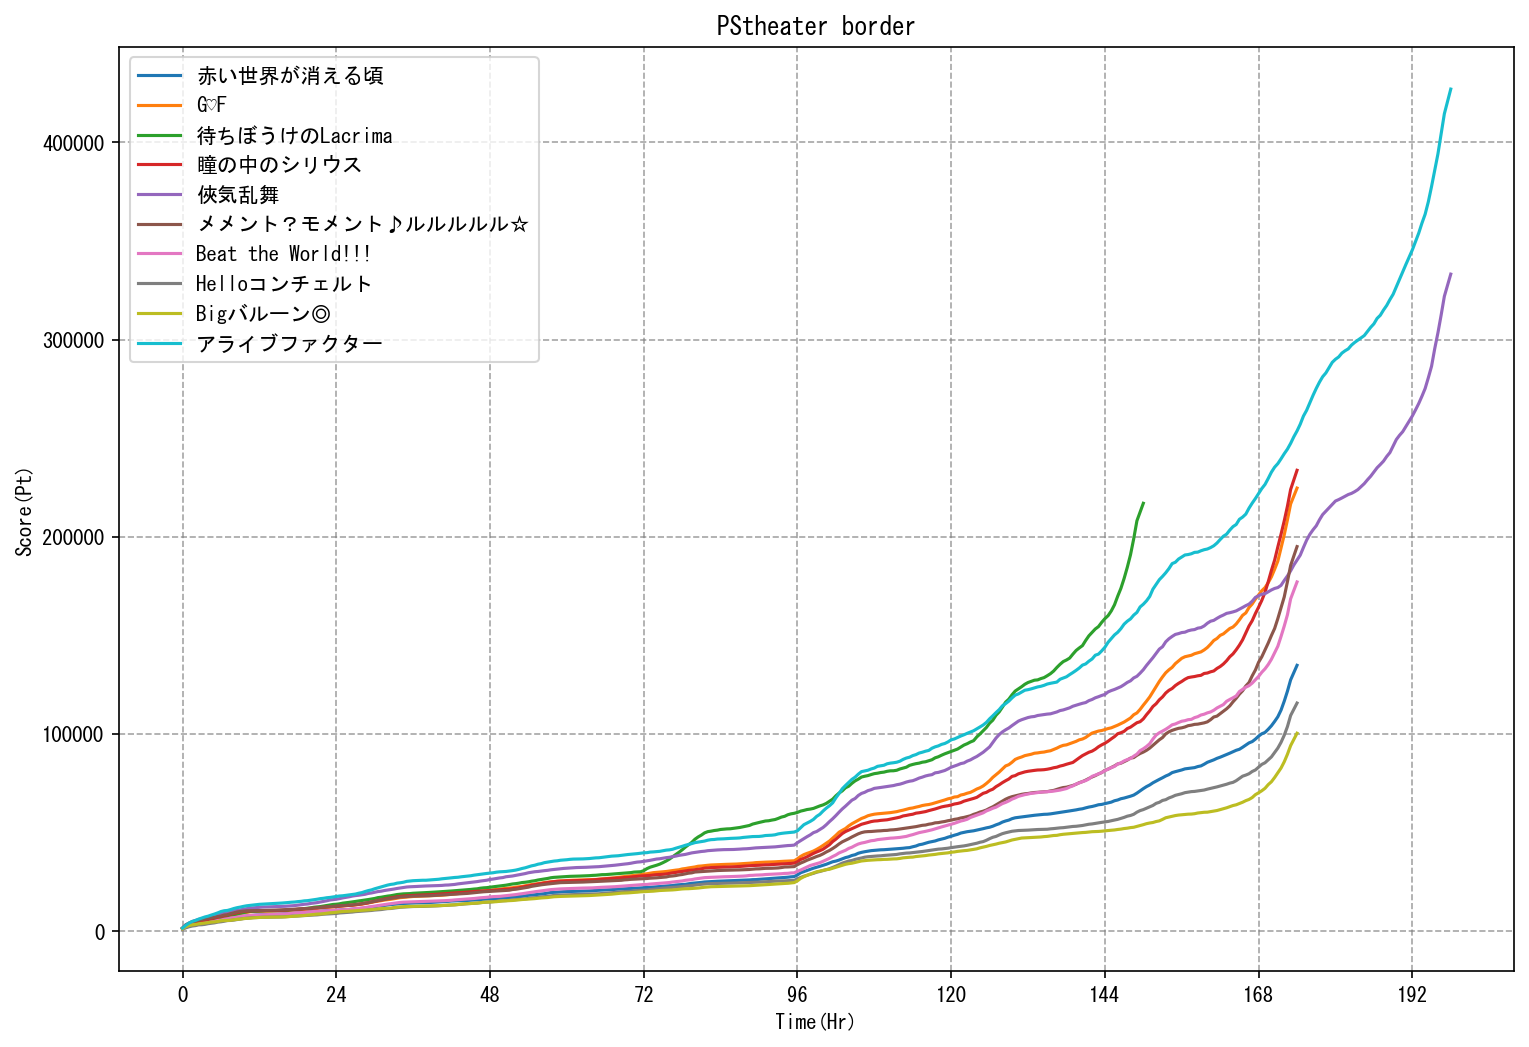 PStheater border
赤い世界が消える頃
G♡F
待ちぼうけのLacrima
瞳の中のシリウス
侠気乱舞
メメント？モメント♪ルルルルル☆
Beat the World!!!
Helloコンチェルト
Bigバルーン◎
アライブファクター
Score(Pt)
400000
300000
200000
100000
0
0 24 48 72 96 120 144 168 192
Time(Hr)